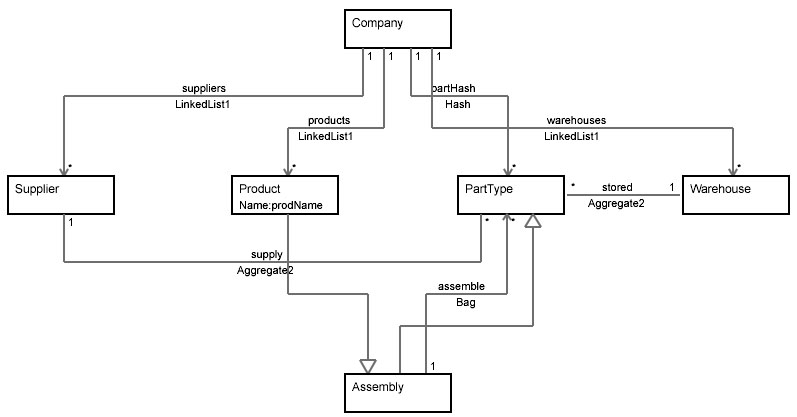 Company
1 1 1 1
suppliers
LinkedList1
products
LinkedList1
partHash
Hash
warehouses
LinkedList1
* * * *
Supplier
Product
Name:prodName
PartType
Warehouse
* stored 1
Aggregate2
1
* *
supply
Aggregate2
assemble
Bag
1
Assembly